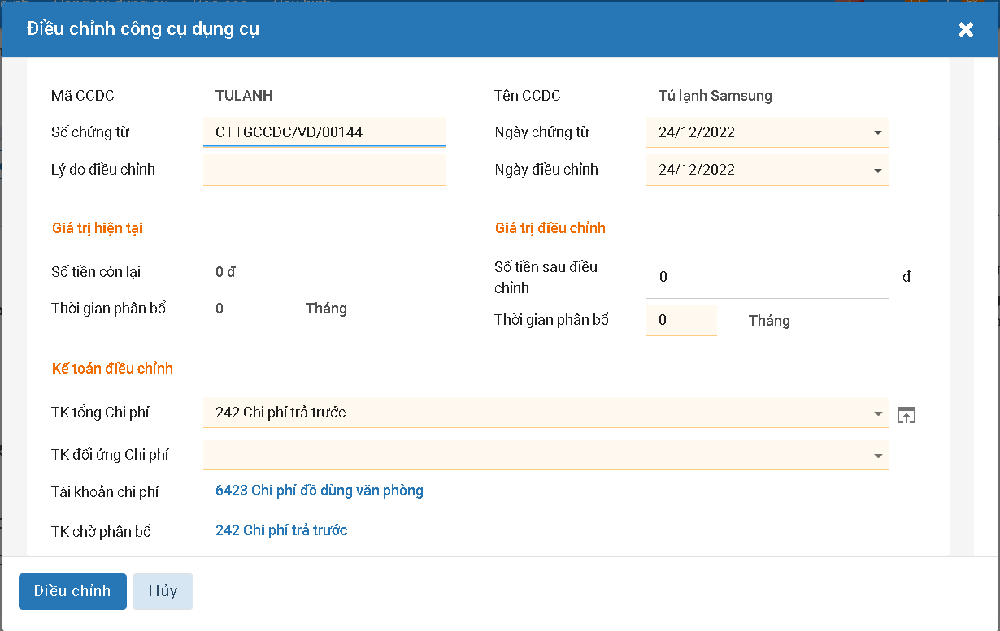 Điều chỉnh công cụ dụng cụ
Mã CCDC TULANH Tên CCDC Tủ lạnh Samsung
Số chứng từ CTTGCCDC/VD/00144 Ngày chứng từ 24/12/2022
Lý do điều chỉnh Ngày điều chỉnh 24/12/2022
Giá trị hiện tại Giá trị điều chỉnh
Số tiền còn lại 0 đ Số tiền sau điều chỉnh 0 đ
Thời gian phân bổ 0 Tháng Thời gian phân bổ 0 Tháng
Kế toán điều chỉnh
TK tổng Chi phí 242 Chi phí trả trước
TK đối ứng Chi phí
Tài khoản chi phí 6423 Chi phí đồ dùng văn phòng
TK chờ phân bổ 242 Chi phí trả trước
Điều chỉnh Hủy